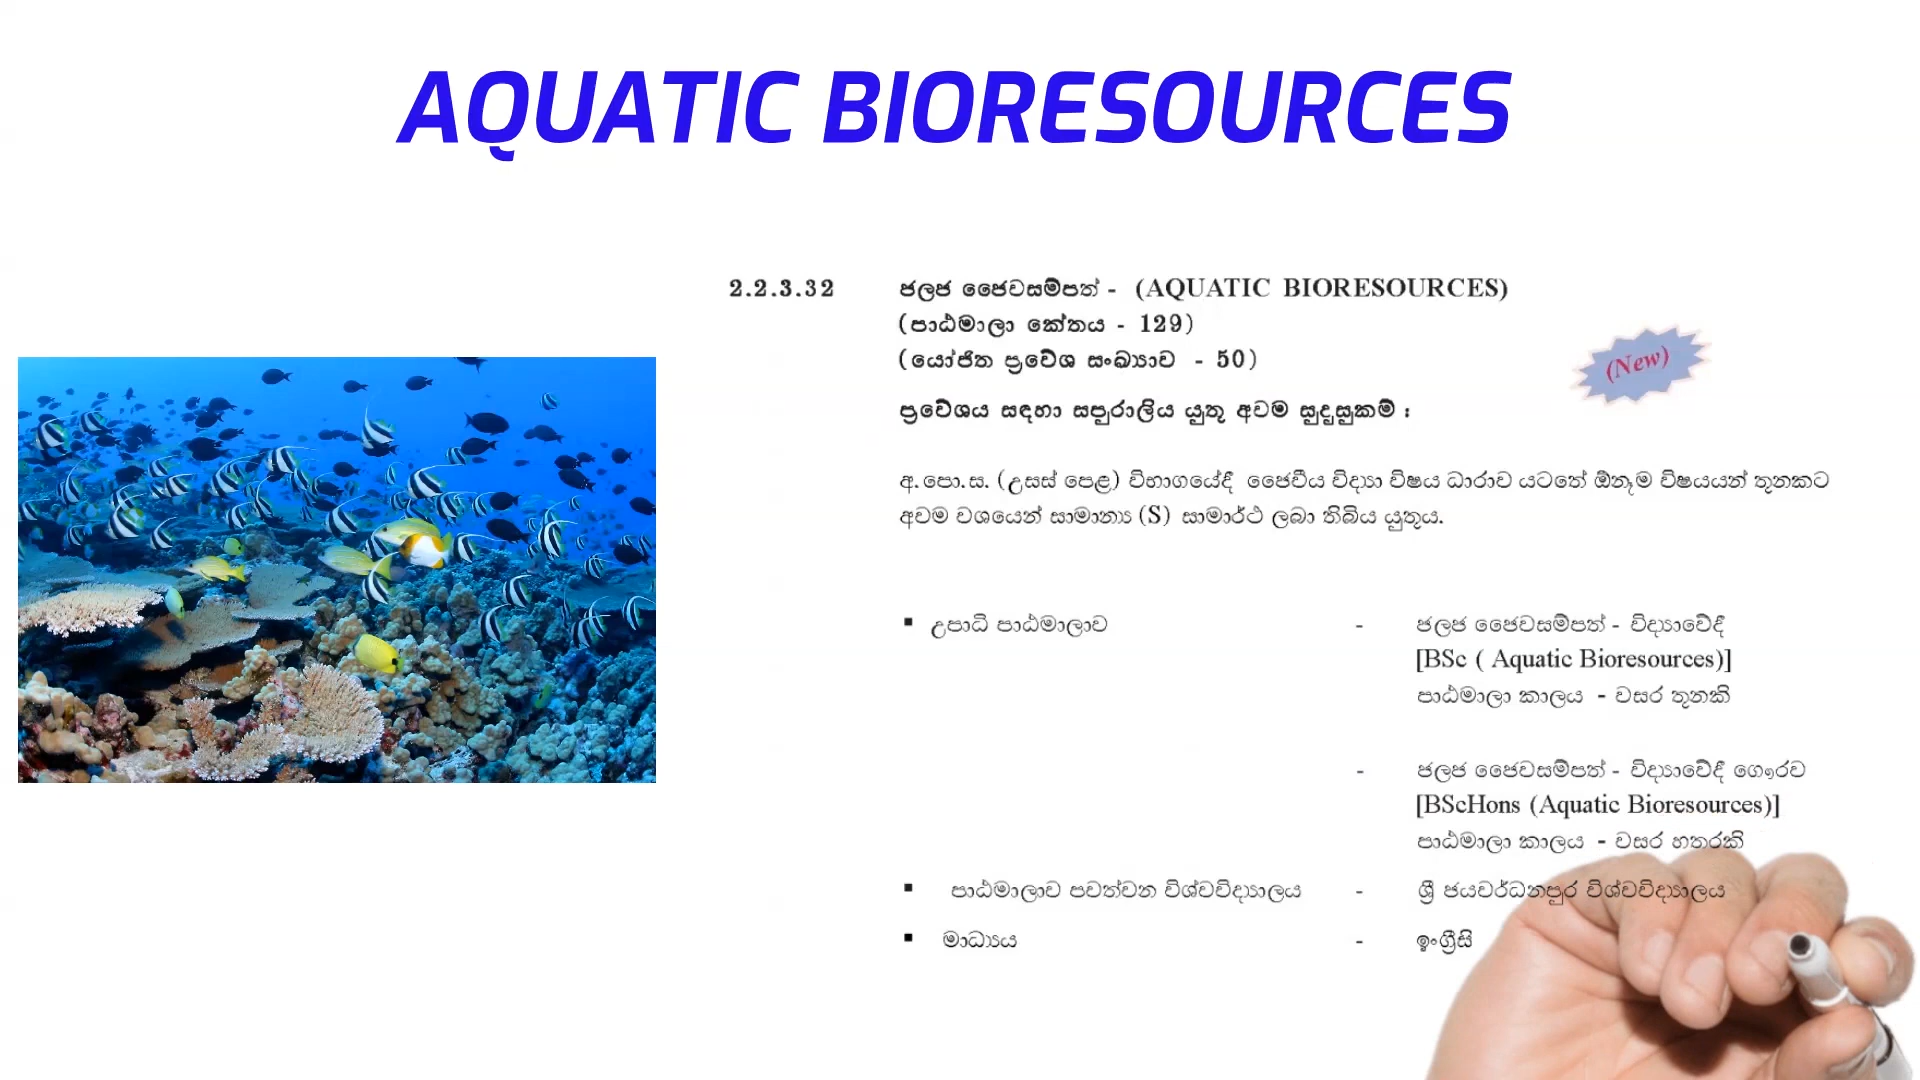 AQUATIC BIORESOURCES
2.2.3.32 ජලජ ජෛවසම්පත් - (AQUATIC BIORESOURCES)
(පාඨමාලා කේතය - 129)
(යෝජිත ප්‍රවේශ සංඛ්‍යාව - 50)
(New)
ප්‍රවේශය සඳහා සපුරාලිය යුතු අවම සුදුසුකම් :
අ.පො.ස. (උසස් පෙළ) විභාගයේදී ජෛවීය විද්‍යා විෂය ධාරාව යටතේ ඕනෑම විෂයයන් තුනකට
අවම වශයෙන් සාමාන්‍ය (S) සාමාර්ථ ලබා තිබිය යුතුය.
▪ උපාධි පාඨමාලාව - ජලජ ජෛවසම්පත් - විද්‍යාවේදී
[BSc ( Aquatic Bioresources)]
පාඨමාලා කාලය - වසර තුනකි
- ජලජ ජෛවසම්පත් - විද්‍යාවේදී ගෞරව
[BScHons (Aquatic Bioresources)]
පාඨමාලා කාලය - වසර හතරකි
▪ පාඨමාලාව පවත්වන විශ්වවිද්‍යාලය - ශ්‍රී ජයවර්ධනපුර විශ්වවිද්‍යාලය
▪ මාධ්‍යය - ඉංග්‍රීසි